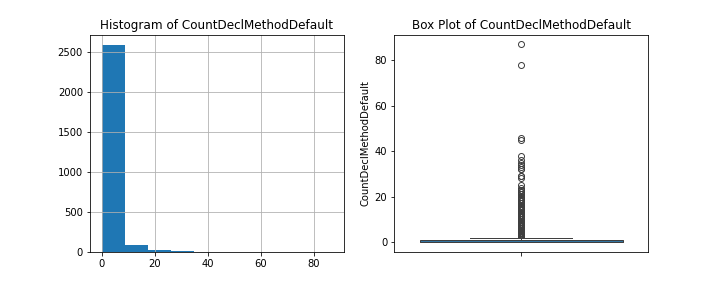 Histogram of CountDeclMethodDefault
2500
2000
1500
1000
500
0
0 20 40 60 80
Box Plot of CountDeclMethodDefault
CountDeclMethodDefault
80
60
40
20
0